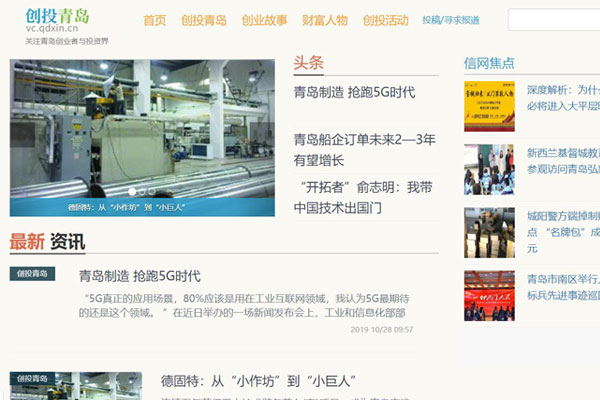 创投青岛
vc.qdxin.cn
关注青岛创业者与投资界
首页 创投青岛 创业故事 财富人物 创投活动 投稿/寻求报道
德固特：从“小作坊”到“小巨人”
头条
青岛制造 抢跑5G时代
青岛船企订单未来2—3年
有望增长
“开拓者”俞志明：我带
中国技术出国门
信网焦点
深度解析：为什
必将进入大平层
新西兰基督城教
参观访问青岛弘
城阳警方端掉制
点 “名牌包”成
元
青岛市南区举行
标兵先进事迹巡
最新 资讯
创投青岛
青岛制造 抢跑5G时代
“5G真正的应用场景，80%应该是用在工业互联网领域，我认为5G最期待
的还是这个领域。 ”在近日举办的一场新闻发布会上，工业和信息化部部
2019 10/28 09:57
创投青岛
德固特：从“小作坊”到“小巨人”